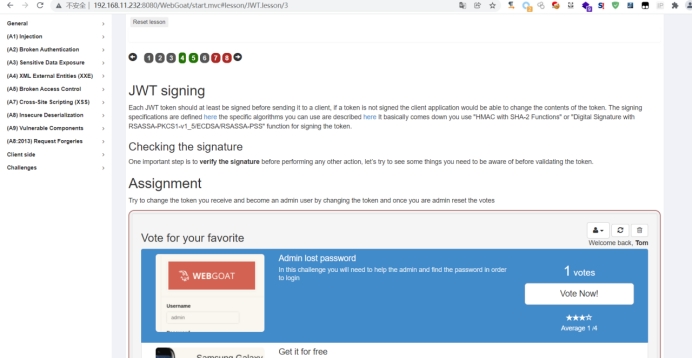 不安全 | 192.168.11.232:8080/WebGoat/start.mvc#lesson/JWT.lesson/3
General
(A1) Injection
(A2) Broken Authentication
(A3) Sensitive Data Exposure
(A4) XML External Entities (XXE)
(A5) Broken Access Control
(A7) Cross-Site Scripting (XSS)
(A8) Insecure Deserialization
(A9) Vulnerable Components
(A8:2013) Request Forgeries
Client side
Challenges
Reset lesson
1 2 3 4 5 6 7 8
JWT signing
Each JWT token should at least be signed before sending it to a client, if a token is not signed the client application would be able to change the contents of the token. The signing
specifications are defined here the specific algorithms you can use are described here It basically comes down you use "HMAC with SHA-2 Functions" or "Digital Signature with
RSASSA-PKCS1-v1_5/ECDSA/RSASSA-PSS" function for signing the token.
Checking the signature
One important step is to verify the signature before performing any other action, let's try to see some things you need to be aware of before validating the token.
Assignment
Try to change the token you receive and become an admin user by changing the token and once you are admin reset the votes
Vote for your favorite
Welcome back, Tom
WEBGOAT
Username
admin
Admin lost password
In this challenge you will need to help the admin and find the password in order
to login
1 votes
Vote Now!
Average 1 /4
Samsung Galaxy
Get it for free